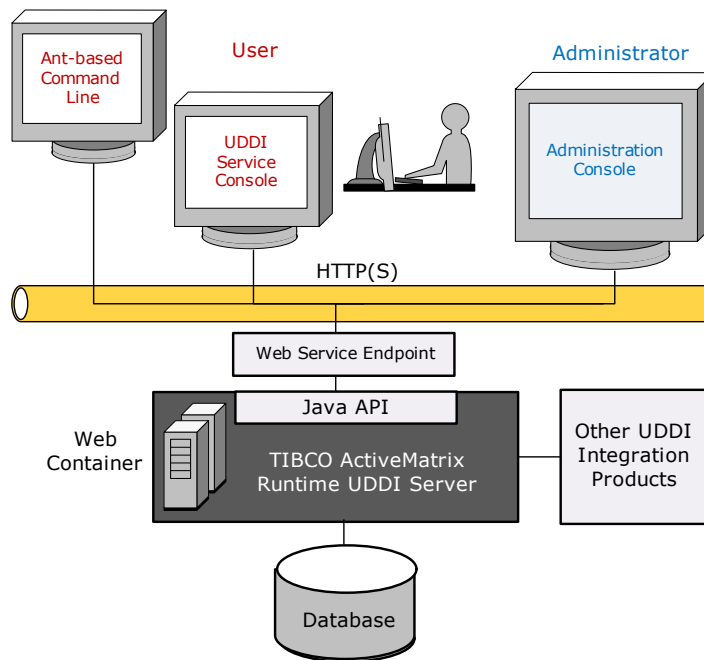 Ant-based
Command
Line
User
UDDI
Service
Console
Administrator
Administration
Console
HTTP(S)
Web Service Endpoint
Java API
Web
Container
TIBCO ActiveMatrix
Runtime UDDI Server
Other UDDI
Integration
Products
Database